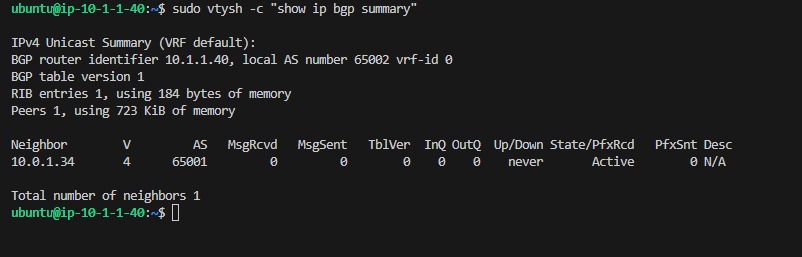 ubuntu@ip-10-1-1-40:~$ sudo vtysh -c "show ip bgp summary"
IPv4 Unicast Summary (VRF default):
BGP router identifier 10.1.1.40, local AS number 65002 vrf-id 0
BGP table version 1
RIB entries 1, using 184 bytes of memory
Peers 1, using 723 KiB of memory
Neighbor        V         AS   MsgRcvd   MsgSent   TblVer  InQ OutQ  Up/Down State/PfxRcd   PfxSnt Desc
10.0.1.34       4      65001         0         0        0    0    0    never       Active        0 N/A
Total number of neighbors 1
ubuntu@ip-10-1-1-40:~$